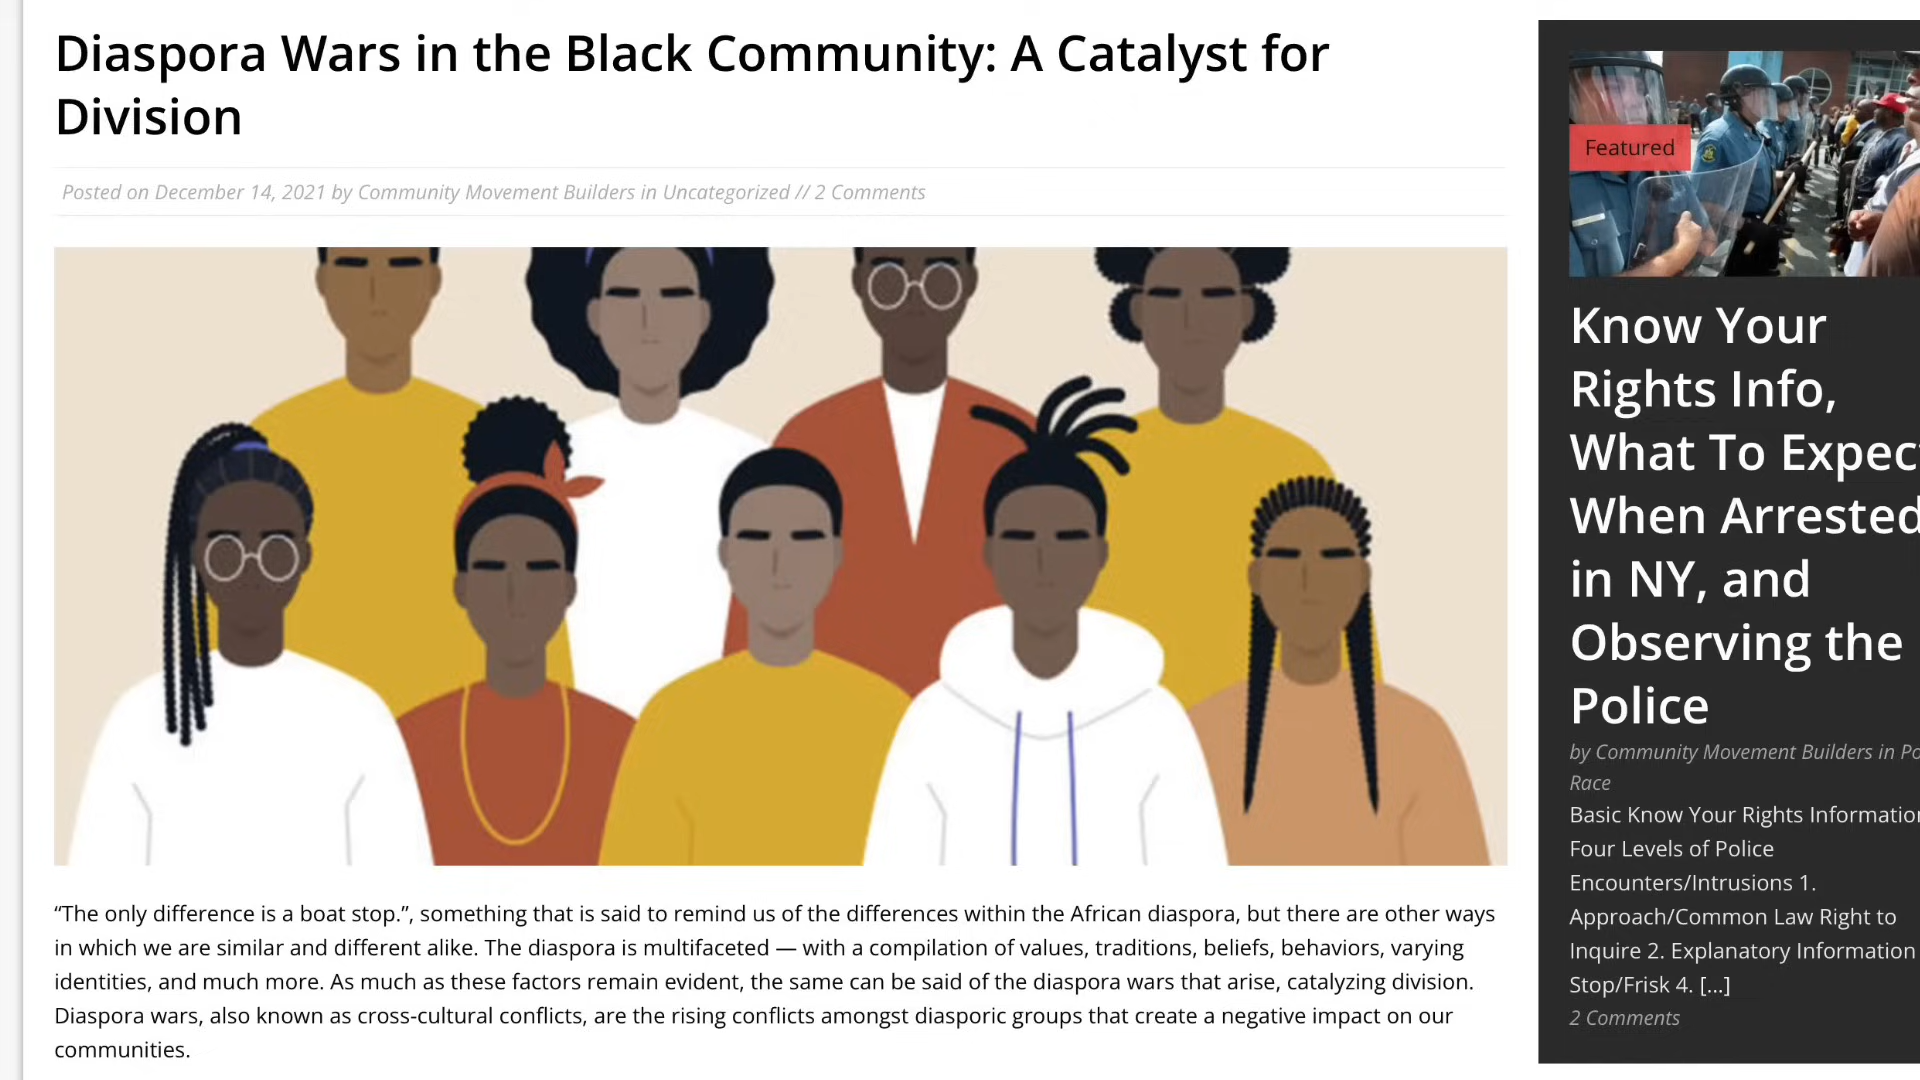 Diaspora Wars in the Black Community: A Catalyst for
Division
Posted on December 14, 2021 by Community Movement Builders in Uncategorized // 2 Comments
“The only difference is a boat stop.”, something that is said to remind us of the differences within the African diaspora, but there are other ways
in which we are similar and different alike. The diaspora is multifaceted — with a compilation of values, traditions, beliefs, behaviors, varying
identities, and much more. As much as these factors remain evident, the same can be said of the diaspora wars that arise, catalyzing division.
Diaspora wars, also known as cross-cultural conflicts, are the rising conflicts amongst diasporic groups that create a negative impact on our
communities.
Featured
Know Your
Rights Info,
What To Expect
When Arrested
in NY, and
Observing the
Police
by Community Movement Builders in
Race
Basic Know Your Rights Information
Four Levels of Police
Encounters/Intrusions 1.
Approach/Common Law Right to
Inquire 2. Explanatory Information
Stop/Frisk 4. [...]
2 Comments